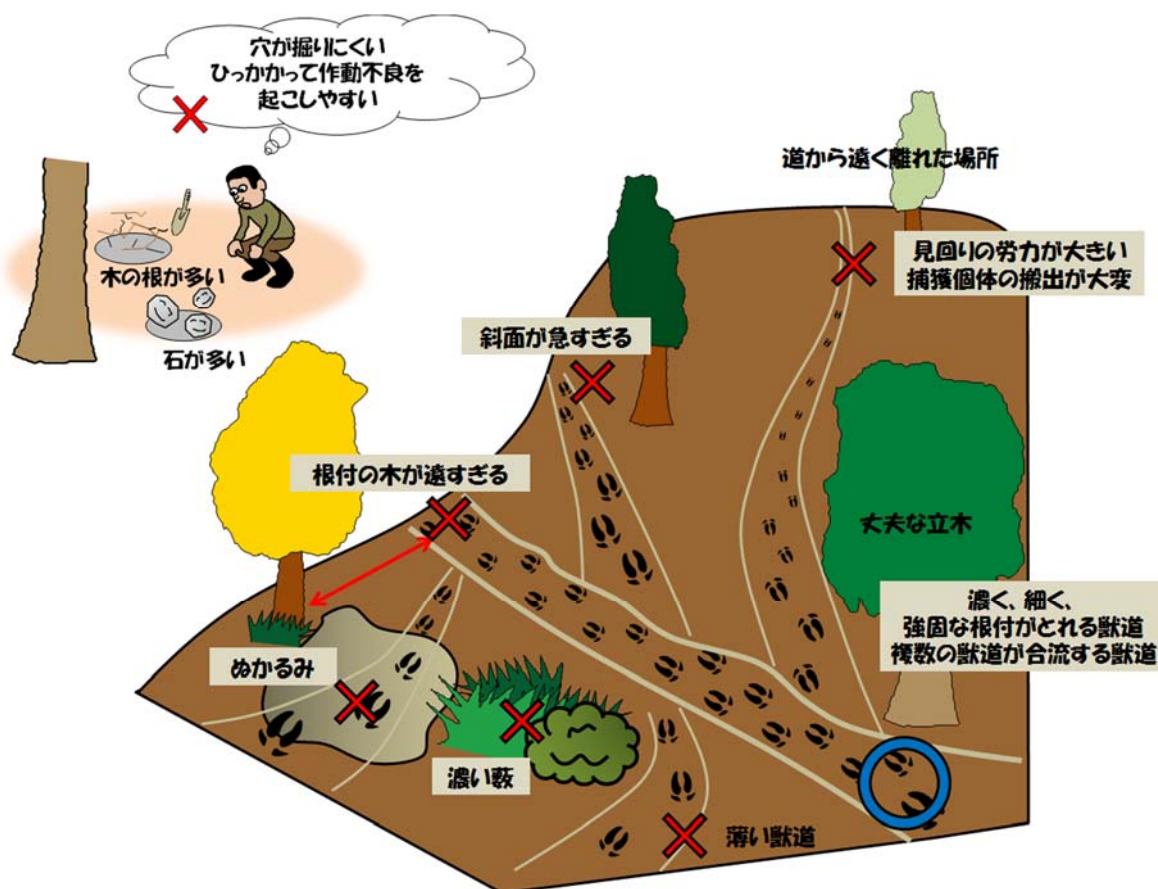 穴が掘りにくい
ひっかかって作動不良を
起こしやすい
木の根が多い
石が多い
道から遠く離れた場所
見回りの労力が大きい
捕獲個体の搬出が大変
斜面が急すぎる
根付の木が遠すぎる
丈夫な立木
濃く、細く、
強固な根付がとれる獣道
複数の獣道が合流する獣道
ぬかるみ
濃い薮
薄い獣道